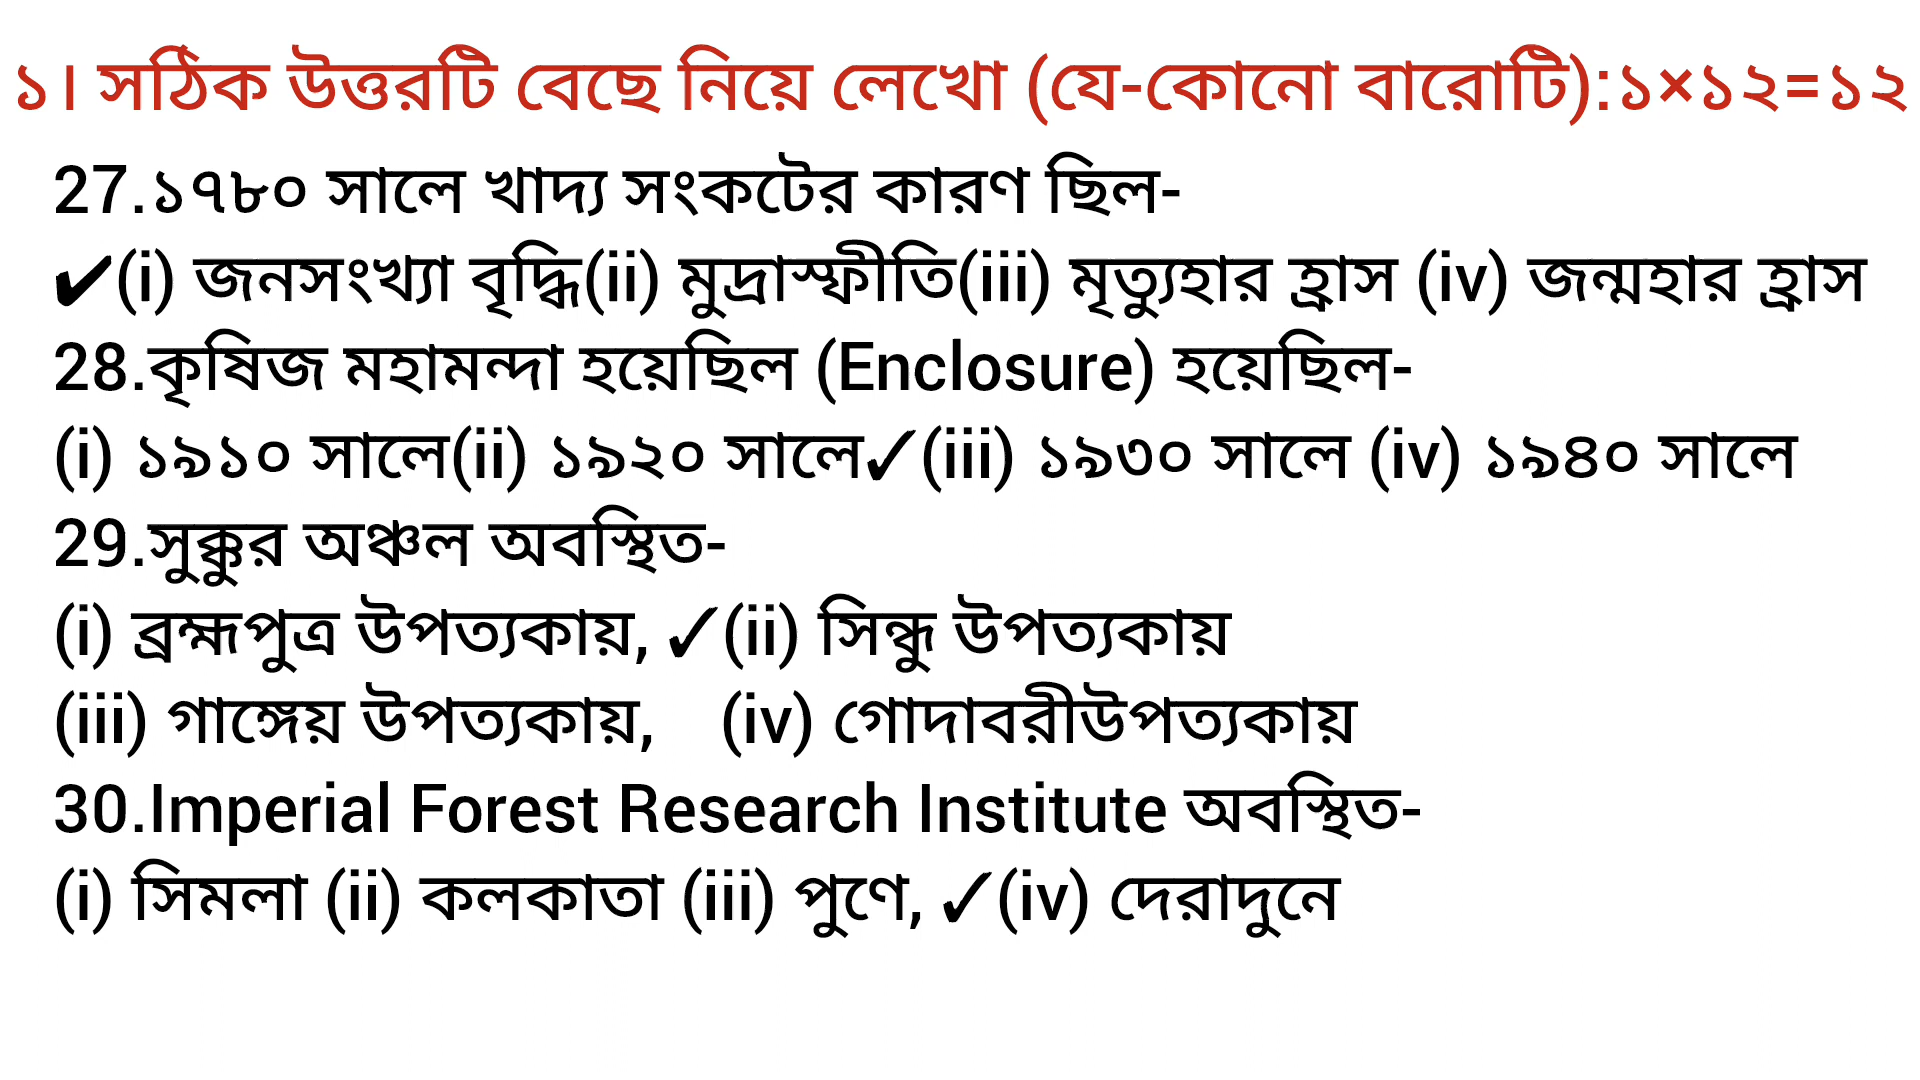 ১। সঠিক উত্তরটি বেছে নিয়ে লেখো (যে-কোনো বারোটি):১×১২=১২
27.১৭৮০ সালে খাদ্য সংকটের কারণ ছিল-
✔(i) জনসংখ্যা বৃদ্ধি(ii) মুদ্রাস্ফীতি(iii) মৃত্যুহার হ্রাস (iv) জন্মহার হ্রাস
28.কৃষিজ মহামন্দা হয়েছিল (Enclosure) হয়েছিল-
(i) ১৯১০ সালে(ii) ১৯২০ সালে✓(iii) ১৯৩০ সালে (iv) ১৯৪০ সালে
29.সুক্কুর অঞ্চল অবস্থিত-
(i) ব্রহ্মপুত্র উপত্যকায়, ✓(ii) সিন্ধু উপত্যকায়
(iii) গাঙ্গেয় উপত্যকায়, (iv) গোদাবরীউপত্যকায়
30.Imperial Forest Research Institute অবস্থিত-
(i) সিমলা (ii) কলকাতা (iii) পুণে, ✓(iv) দেরাদুনে